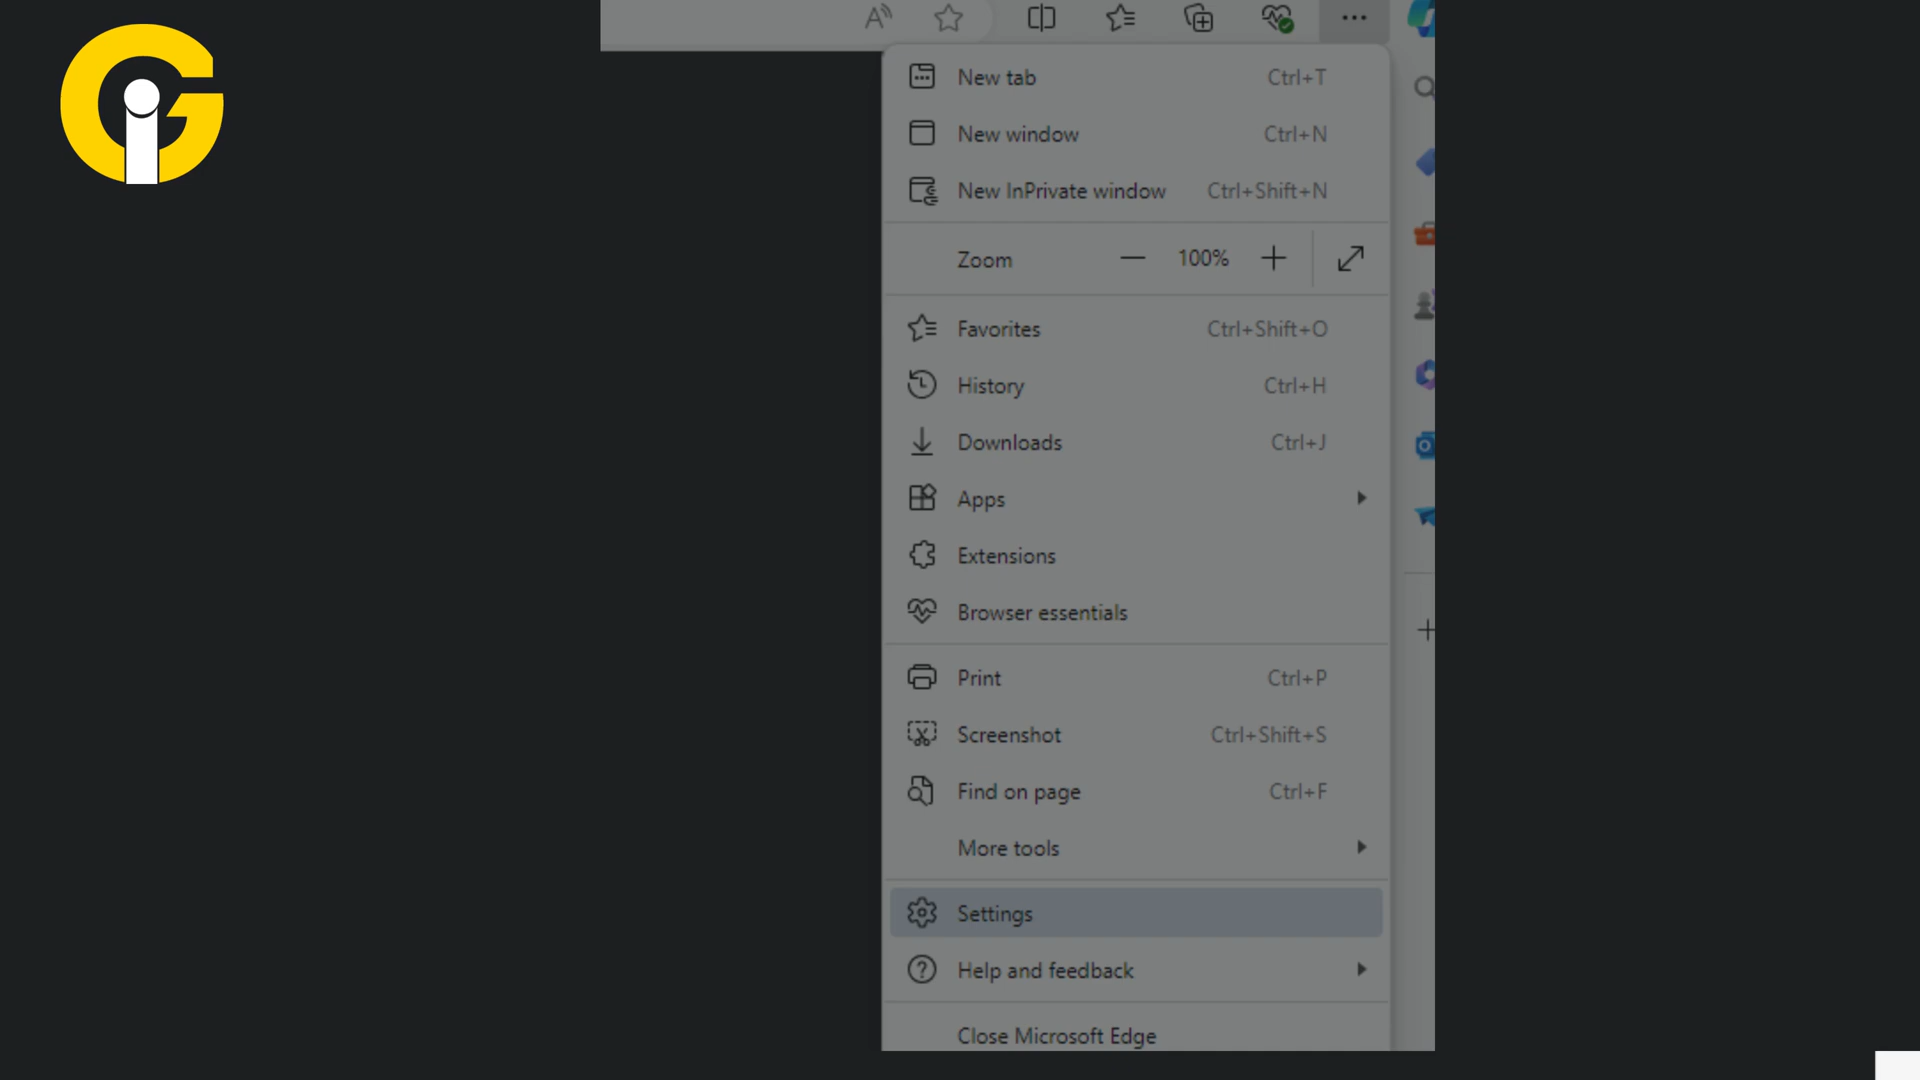 New tab Ctrl+T
New window Ctrl+N
New InPrivate window Ctrl+Shift+N
Zoom — 100% +
Favorites Ctrl+Shift+O
History Ctrl+H
Downloads Ctrl+J
Apps
Extensions
Browser essentials
Print Ctrl+P
Screenshot Ctrl+Shift+S
Find on page Ctrl+F
More tools
Settings
Help and feedback
Close Microsoft Edge